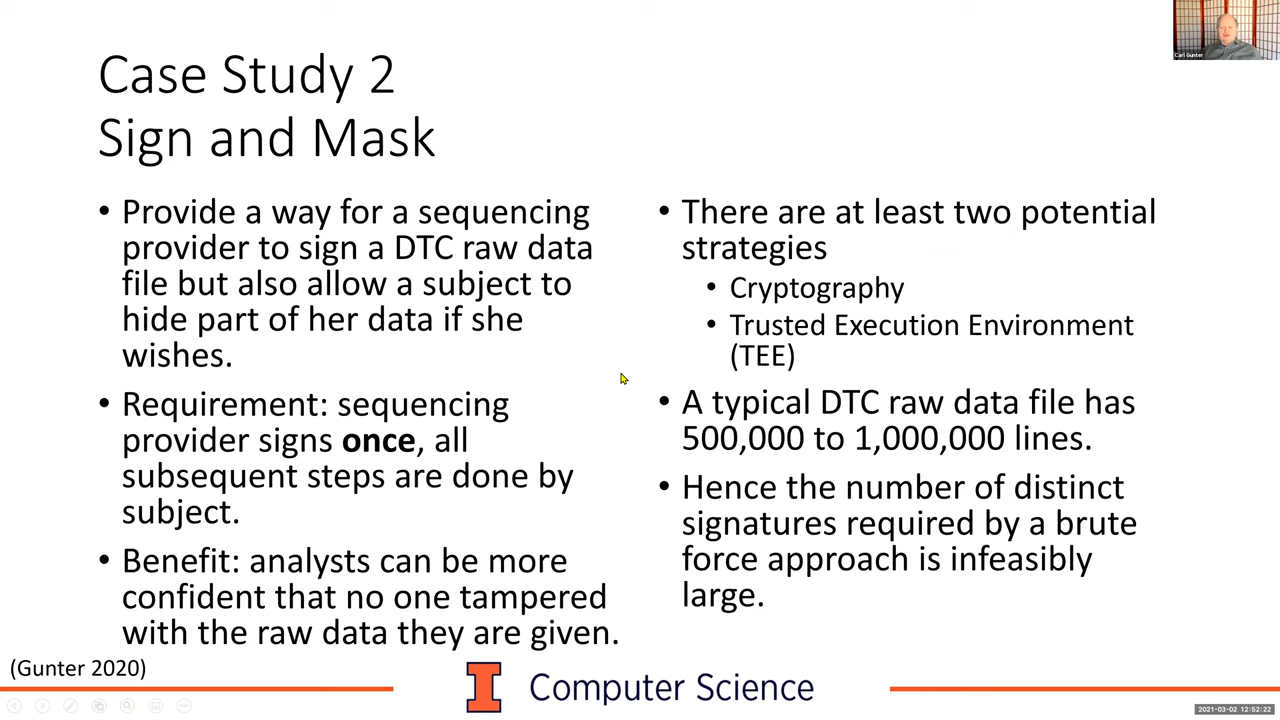 Carl Gunter
Case Study 2
Sign and Mask
• Provide a way for a sequencing
provider to sign a DTC raw data
file but also allow a subject to
hide part of her data if she
wishes.
• Requirement: sequencing
provider signs once, all
subsequent steps are done by
subject.
• Benefit: analysts can be more
confident that no one tampered
with the raw data they are given.
• There are at least two potential
strategies
• Cryptography
• Trusted Execution Environment
(TEE)
• A typical DTC raw data file has
500,000 to 1,000,000 lines.
• Hence the number of distinct
signatures required by a brute
force approach is infeasibly
large.
(Gunter 2020)
I Computer Science
2021-03-02 12:52:22